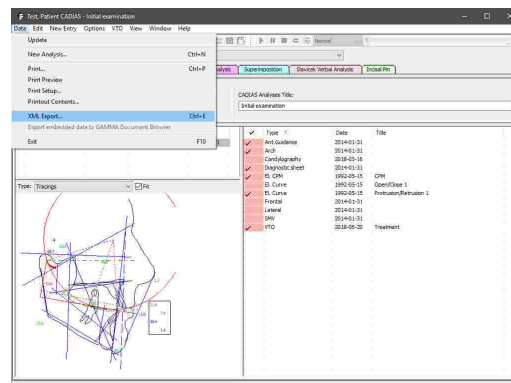 Test, Patient CADIAS - Initial examination
Data Edit New Entry Options VTO View Window Help
Update
New Analysis... Ctrl+N
Print... Ctrl+P
Print Preview
Print Setup...
Printout Contents...
XML Export... Ctrl+E
Export embedded data to GAMMA Document Browser
Exit F10
Normal
Analysis Superimposition Slavicek Verbal Analysis Incisal Pin
CADIAS Analyses Title:
Initial examination
Type Date Title
Ant.Guidance 2014-01-31
Arch 2014-01-31
Candylography 2018-05-16
Diagnostic sheet 2014-01-31
El. CPM 1992-05-15 CPM
El. Curve 1992-05-15 Open/Close 1
El. Curve 1992-05-15 Protrusion/Retrusion 1
Frontal 2014-01-31
Lateral 2014-01-31
SMV 2014-01-31
VTO 2018-05-20 Treatment
Type: Tracings Fit